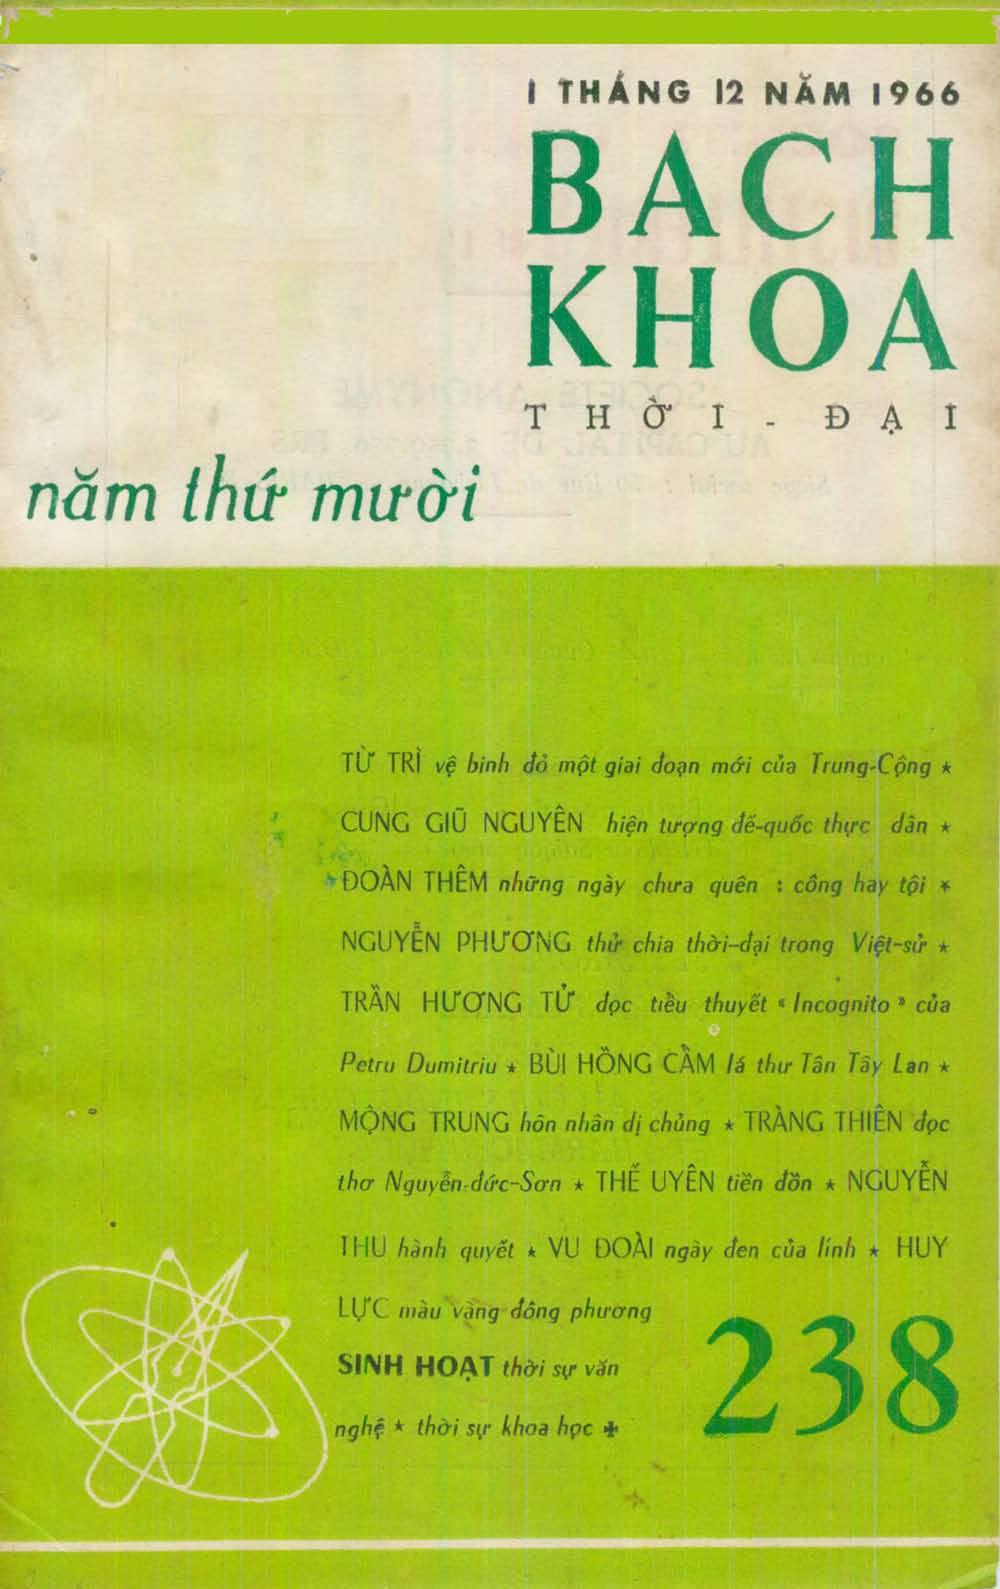 1 THÁNG 12 NĂM 1966
BACH
KHOA
THỜI - ĐẠI
năm thứ mười
TỪ TRÌ vệ binh đỏ một giai đoạn mới của Trung-Cộng ★
CUNG GIŨ NGUYÊN hiện tượng đế-quốc thực dân ★
ĐOÀN THÊM những ngày chưa quên : công hay tội ★
NGUYỄN PHƯƠNG thử chia thời-đại trong Việt-sử ★
TRẦN HƯƠNG TỬ đọc tiểu thuyết « Incognito » của
Petru Dumitriu ★ BÙI HỒNG CẨM lá thư Tân Tây Lan ★
MỘNG TRUNG hôn nhân dị chủng ★ TRÀNG THIÊN đọc
thơ Nguyễn-đức-Sơn ★ THẾ UYÊN tiền đồn ★ NGUYỄN
THU hành quyết ★ VU ĐOÀI ngày đen của lính ★ HUY
LỰC màu vàng đông phương
SINH HOẠT thời sự văn
nghệ ★ thời sự khoa học ✤
238